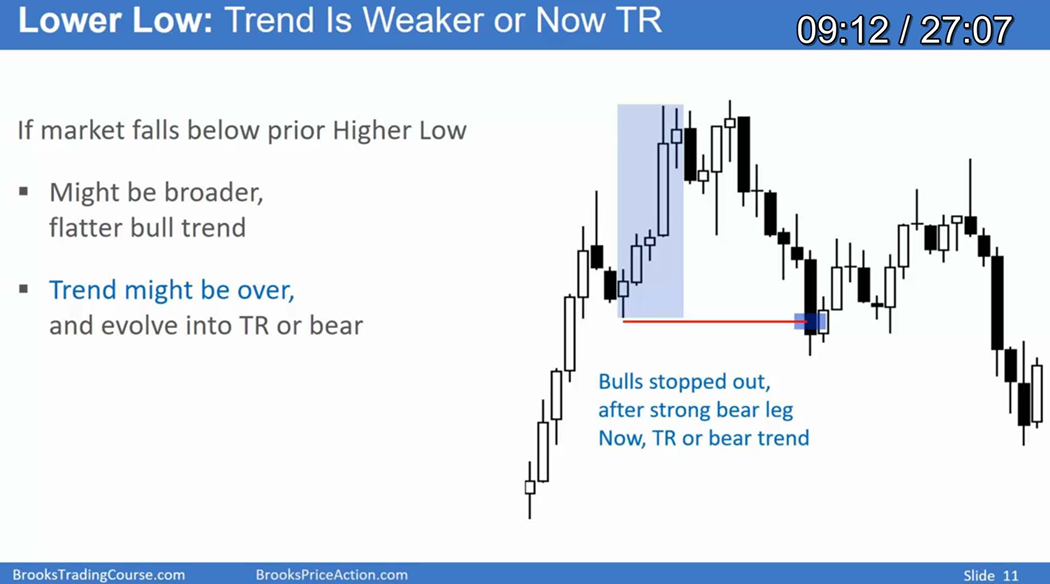 Lower Low: Trend Is Weaker or Now TR
09:12 / 27:07
If market falls below prior Higher Low
▪ Might be broader,
flatter bull trend
▪ Trend might be over,
and evolve into TR or bear
Bulls stopped out,
after strong bear leg
Now, TR or bear trend
BrooksTradingCourse.com
BrooksPriceAction.com
Slide 11